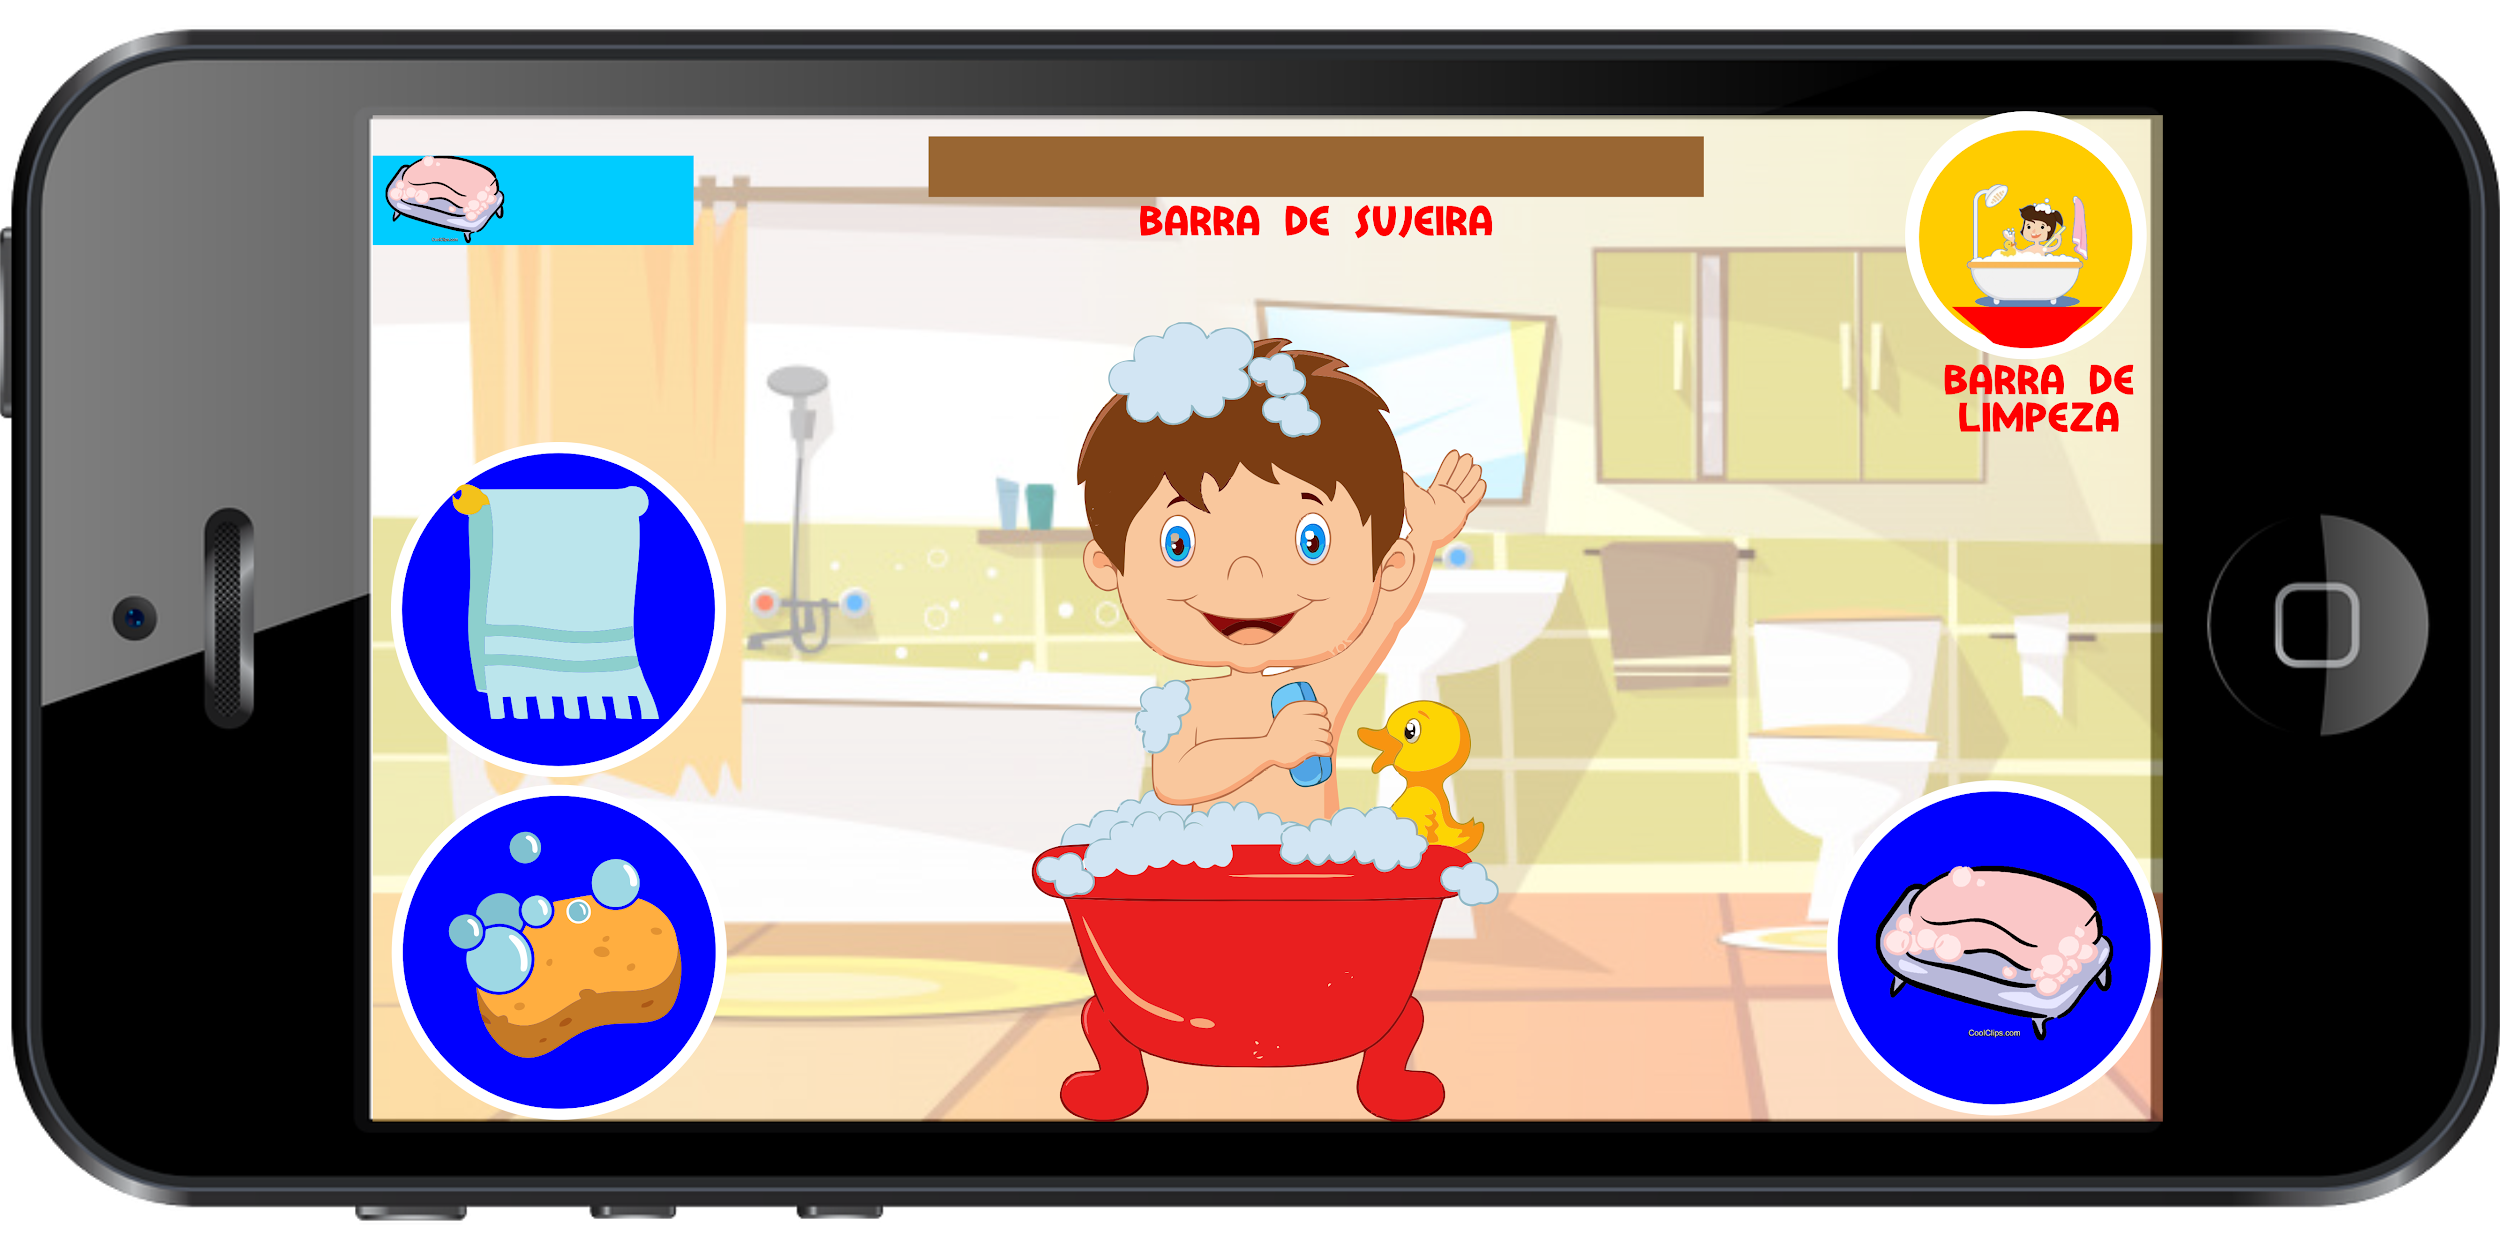 BARRA DE SUJEIRA
BARRA DE
LIMPEZA
CoolClips.com